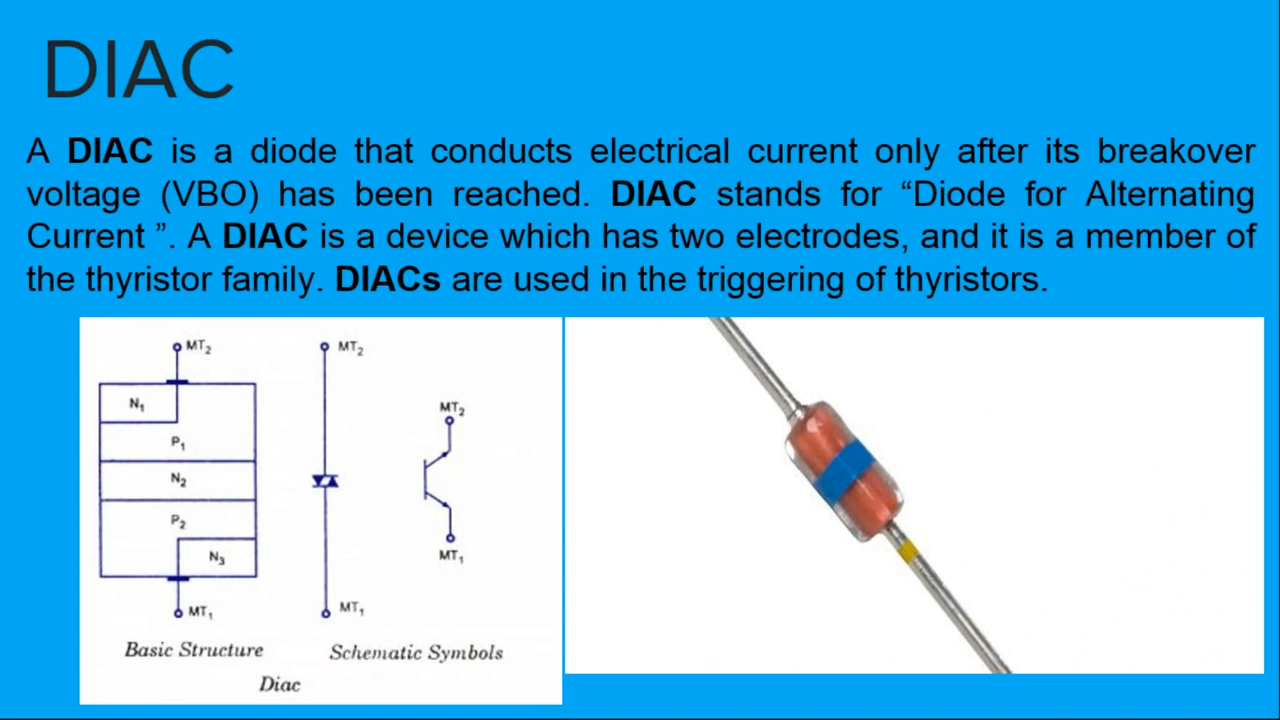 DIAC
A DIAC is a diode that conducts electrical current only after its breakover
voltage (VBO) has been reached. DIAC stands for “Diode for Alternating
Current ”. A DIAC is a device which has two electrodes, and it is a member of
the thyristor family. DIACs are used in the triggering of thyristors.
MT₂
N₁
P₁
N₂
P₂
N₃
MT₁
MT₂
MT₁
MT₂
MT₁
Basic Structure
Schematic Symbols
Diac